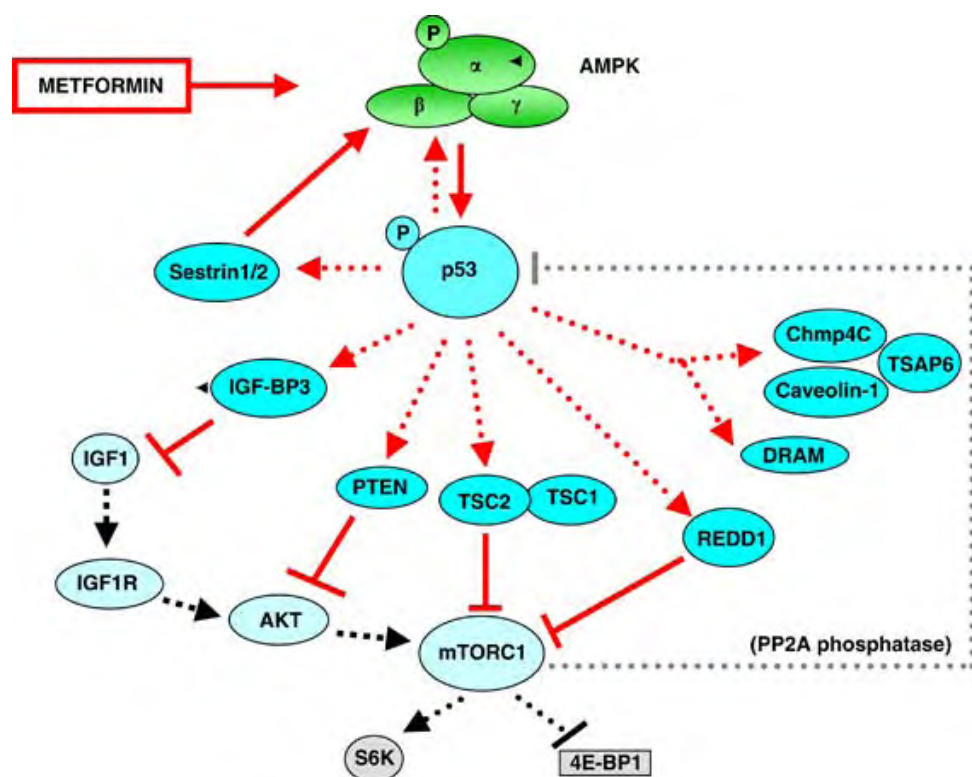 P
α
AMPK
METFORMIN
β
γ
P
p53
Sestrin1/2
Chmp4C
TSAP6
Caveolin-1
IGF-BP3
DRAM
IGF1
PTEN
TSC2
TSC1
REDD1
IGF1R
AKT
mTORC1
(PP2A phosphatase)
S6K
4E-BP1